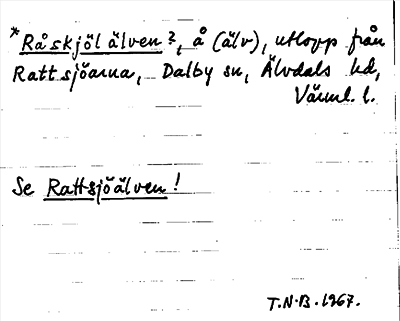 *Råskjölälven?, å (älv), utlopp från
Rattsjöarna, Dalby sn, Älvdals hd,
Värml. l.
Se Rattsjöälven!
T.N.B. 1967.